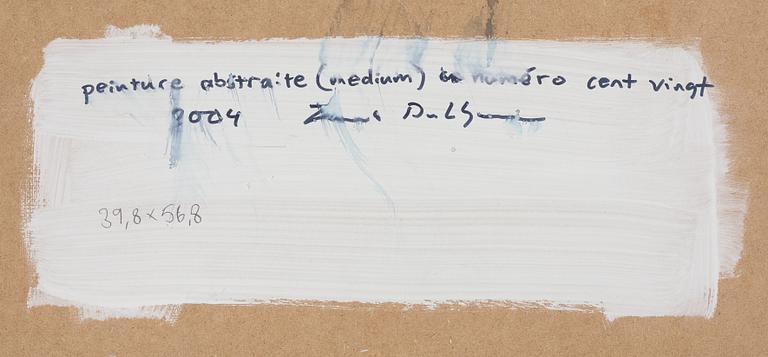 peinture abstraite (medium) numéro cent vingt
2004
39,8 x 56,8